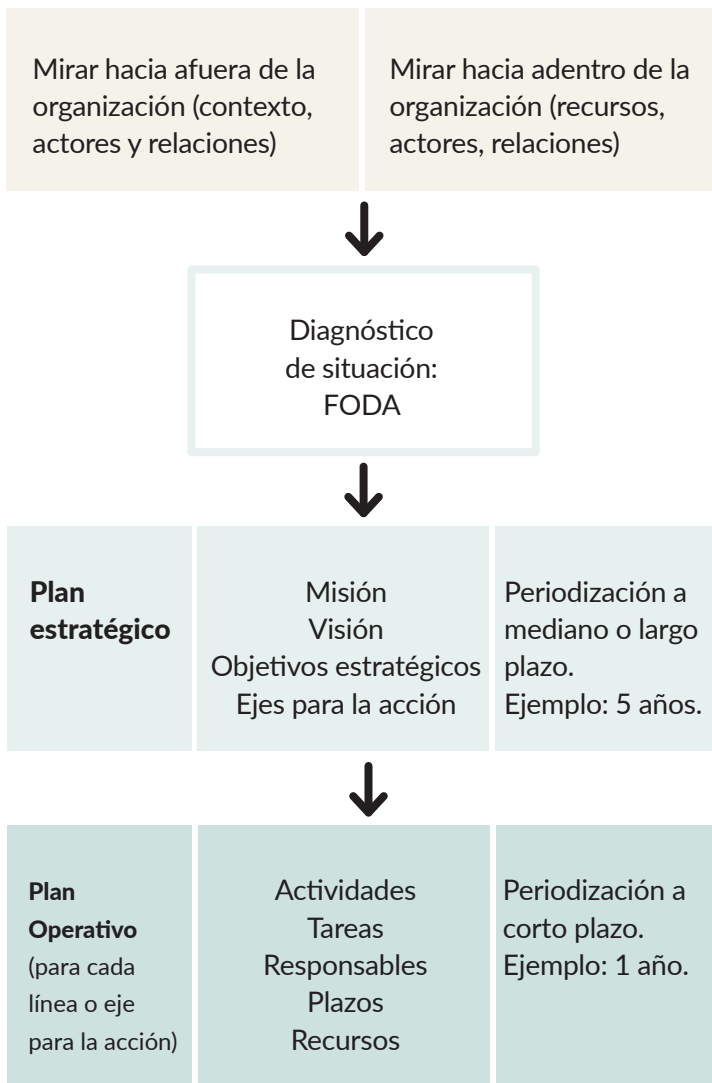 Mirar hacia afuera de la
organización (contexto,
actores y relaciones)
Mirar hacia adentro de la
organización (recursos,
actores, relaciones)
Diagnóstico
de situación:
FODA
Plan
estratégico
Misión
Visión
Objetivos estratégicos
Ejes para la acción
Periodización a
mediano o largo
plazo.
Ejemplo: 5 años.
Plan
Operativo
(para cada
línea o eje
para la acción)
Actividades
Tareas
Responsables
Plazos
Recursos
Periodización a
corto plazo.
Ejemplo: 1 año.